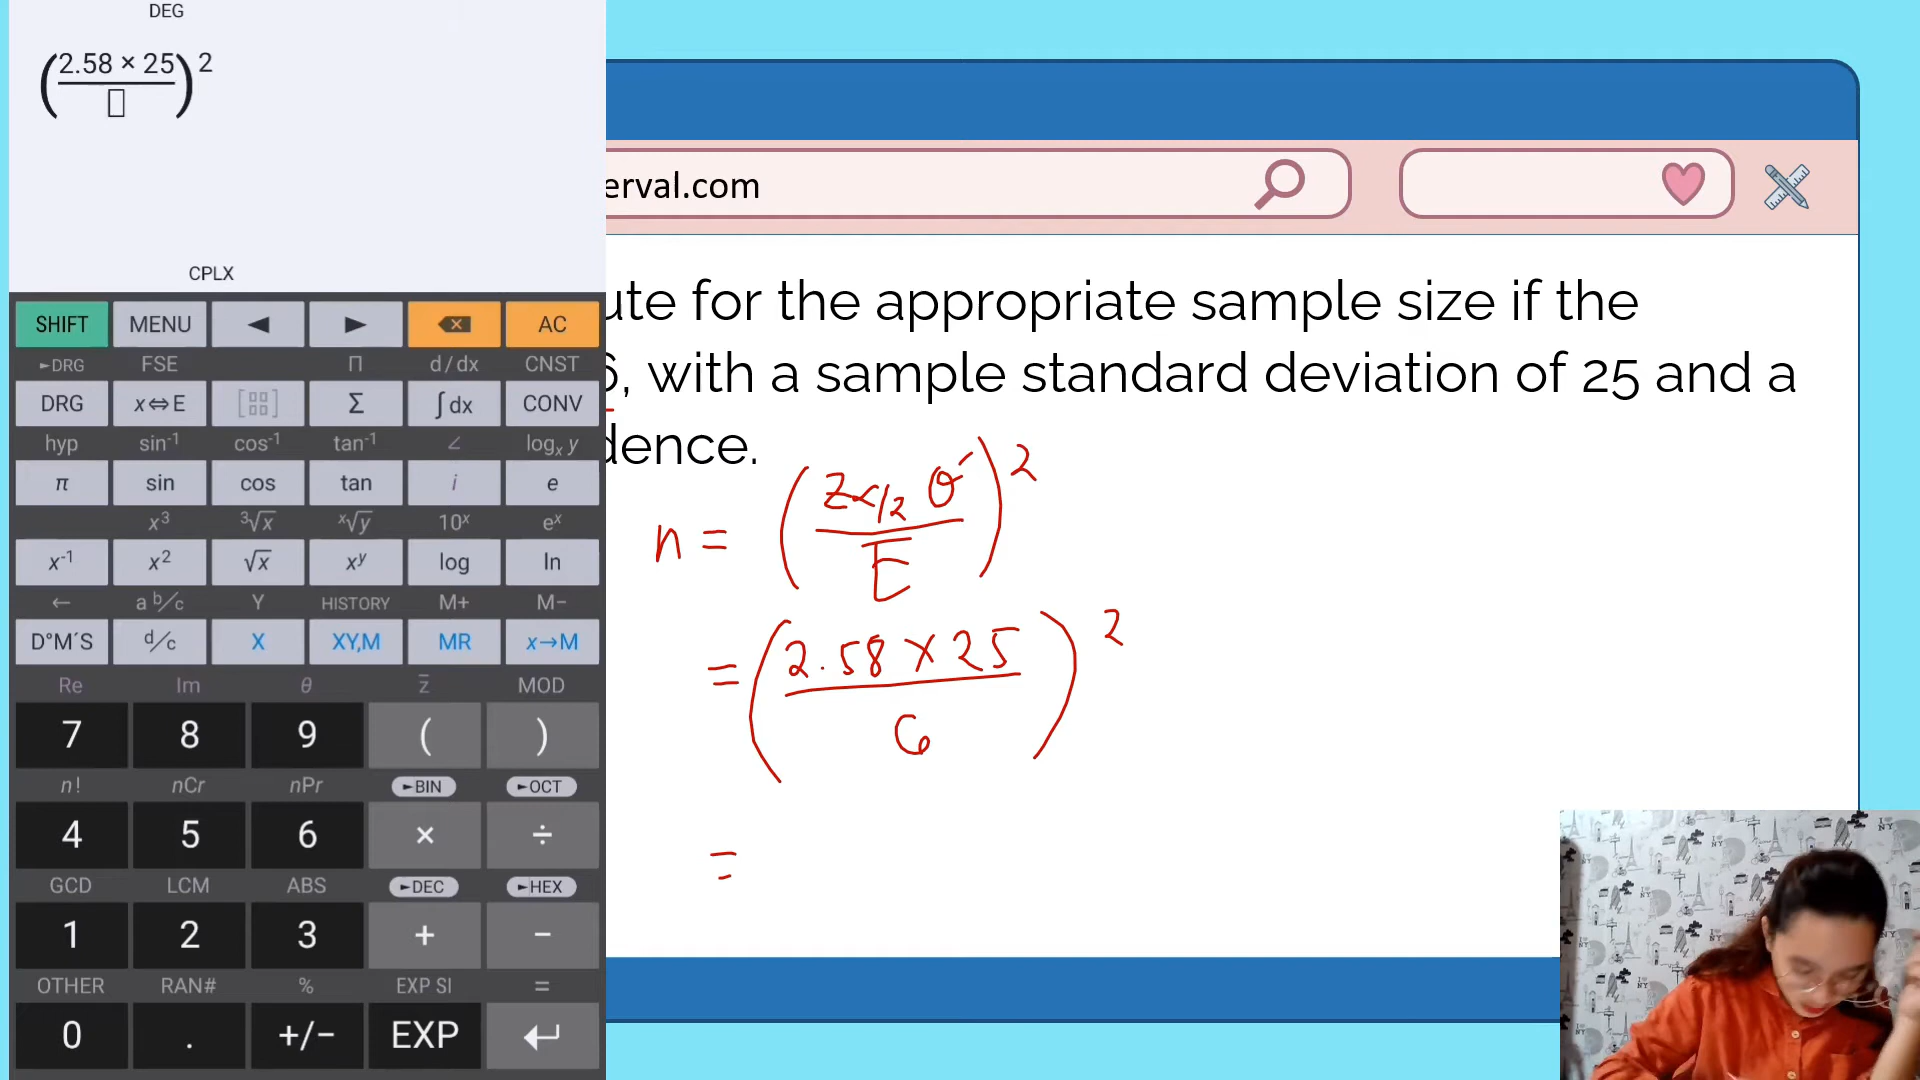 DEG
(2.58 × 25/▯)²
CPLX
SHIFT MENU ◄ ► AC
►DRG FSE Π d/dx CNST
DRG x⇔E Σ ∫dx CONV
hyp sin⁻¹ cos⁻¹ tan⁻¹ ∠ logₓ y
π sin cos tan i e
x³ ³√x ˣ√y 10ˣ eˣ
x⁻¹ x² √x xʸ log ln
← a b/c Y HISTORY M+ M−
D°M´S d/c X XY,M MR x→M
Re Im θ z̄ MOD
7 8 9 ( )
n! nCr nPr ►BIN ►OCT
4 5 6 × ÷
GCD LCM ABS ►DEC ►HEX
1 2 3 + −
OTHER RAN# % EXP SI =
0 . +/− EXP ↵
erval.com
ute for the appropriate sample size if the
6, with a sample standard deviation of 25 and a
dence.
n = (Zα/2 σ/E)²
= (2.58 × 25/6)²
=